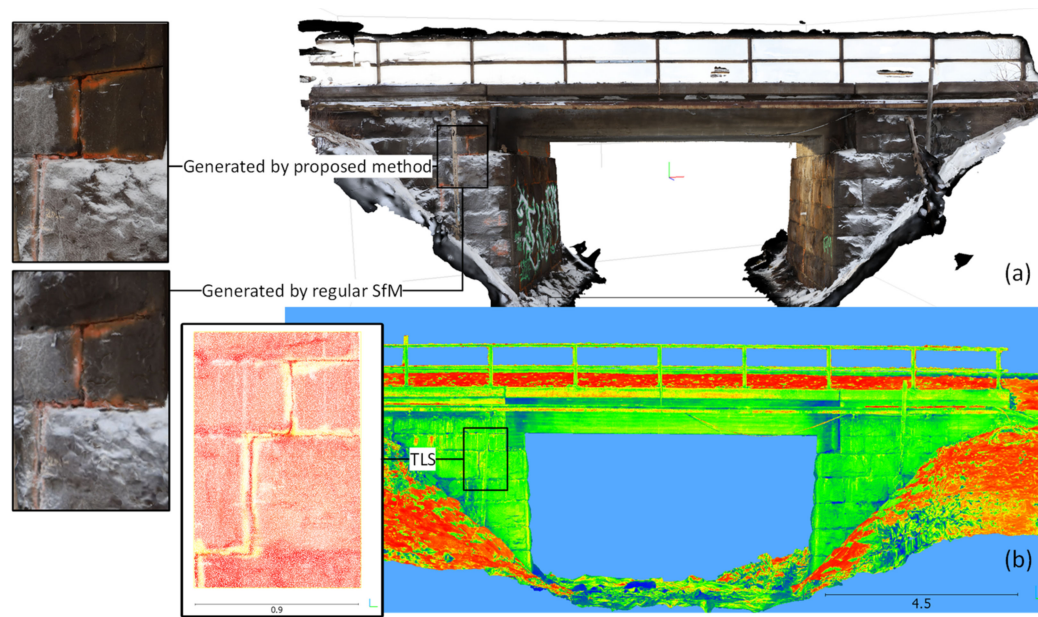 Generated by proposed method
Generated by regular SfM
(a)
TLS
(b)
0.9
4.5